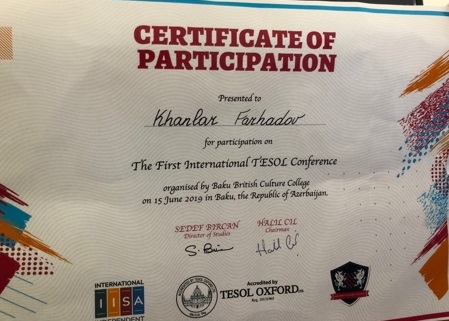 CERTIFICATE OF
PARTICIPATION
Presented to
Khanlar Farhadov
for participation on
The First International TESOL Conference
organised by Baku British Culture College
on 15 June 2019 in Baku, the Republic of Azerbaijan.
SEDEF BIRCAN HALIL CIL
Director of Studies Chairman
INTERNATIONAL
IISA
Accredited by
TESOL OXFORD